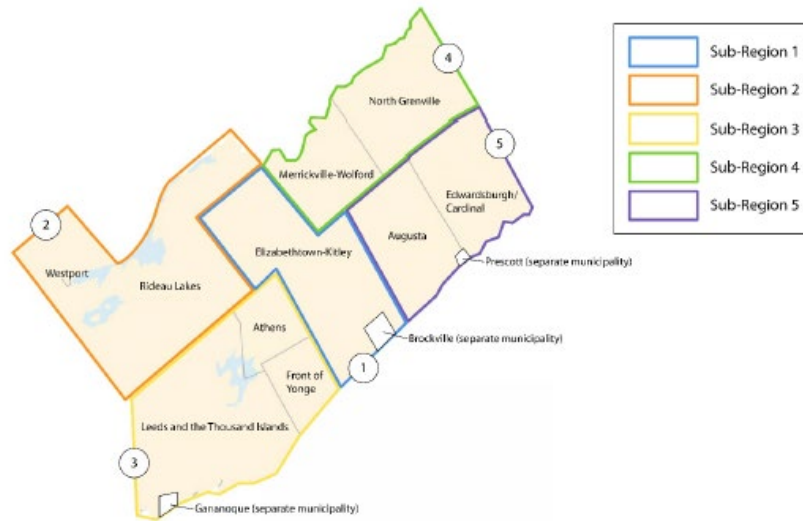 4
North Grenville
5
Merrickville-Wolford
Edwardsburgh/
Cardinal
2
Augusta
Elizabethtown-Kitley
Westport
Prescott (separate municipality)
Rideau Lakes
Athens
Brockville (separate municipality)
1
Front of
Yonge
Leeds and the Thousand Islands
3
Gananoque (separate municipality)
Sub-Region 1
Sub-Region 2
Sub-Region 3
Sub-Region 4
Sub-Region 5